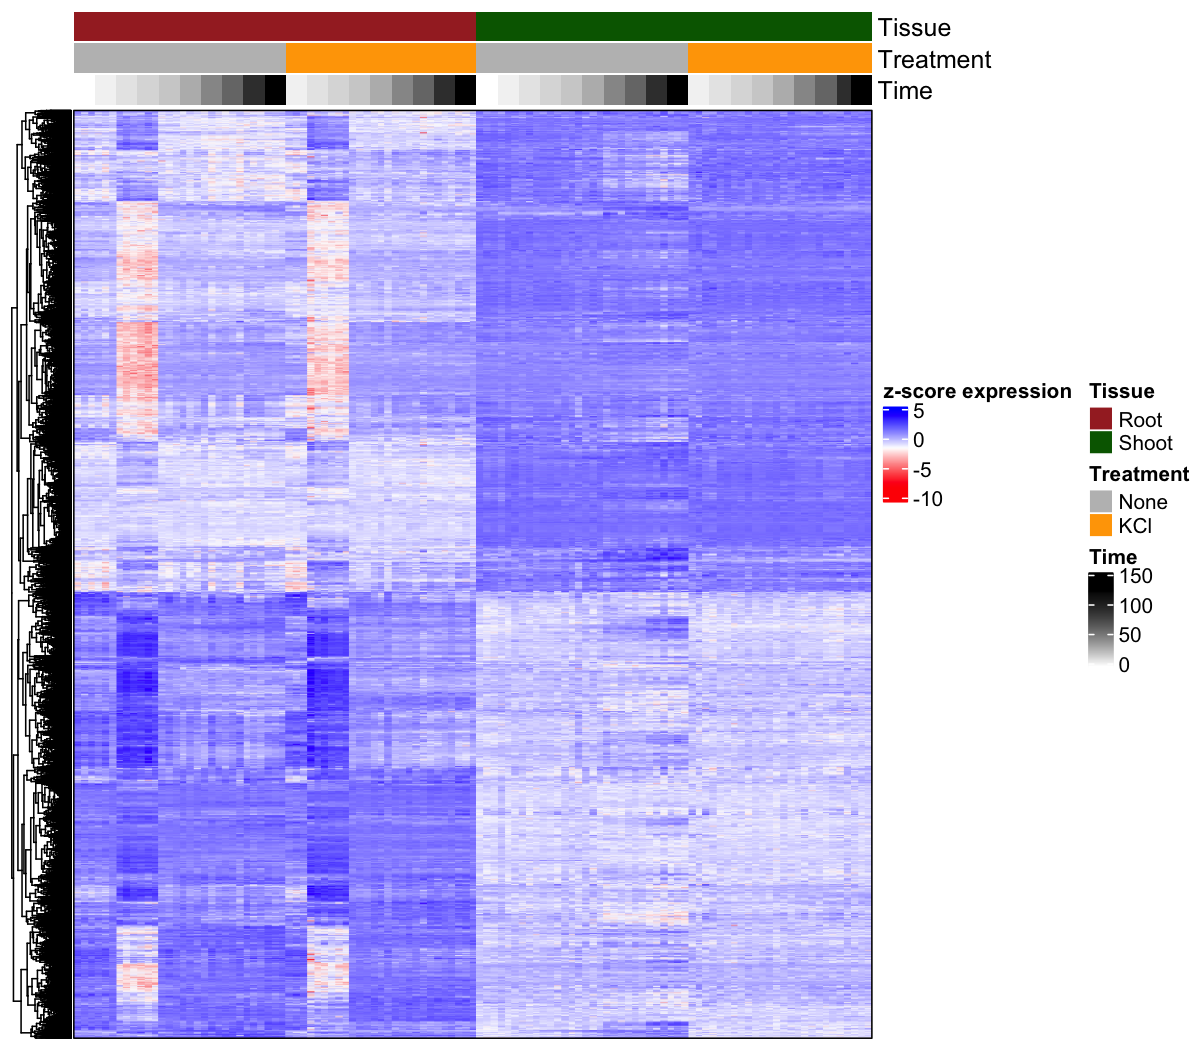 Tissue
Treatment
Time
z-score expression
5
0
-5
-10
Tissue
Root
Shoot
Treatment
None
KCl
Time
150
100
50
0